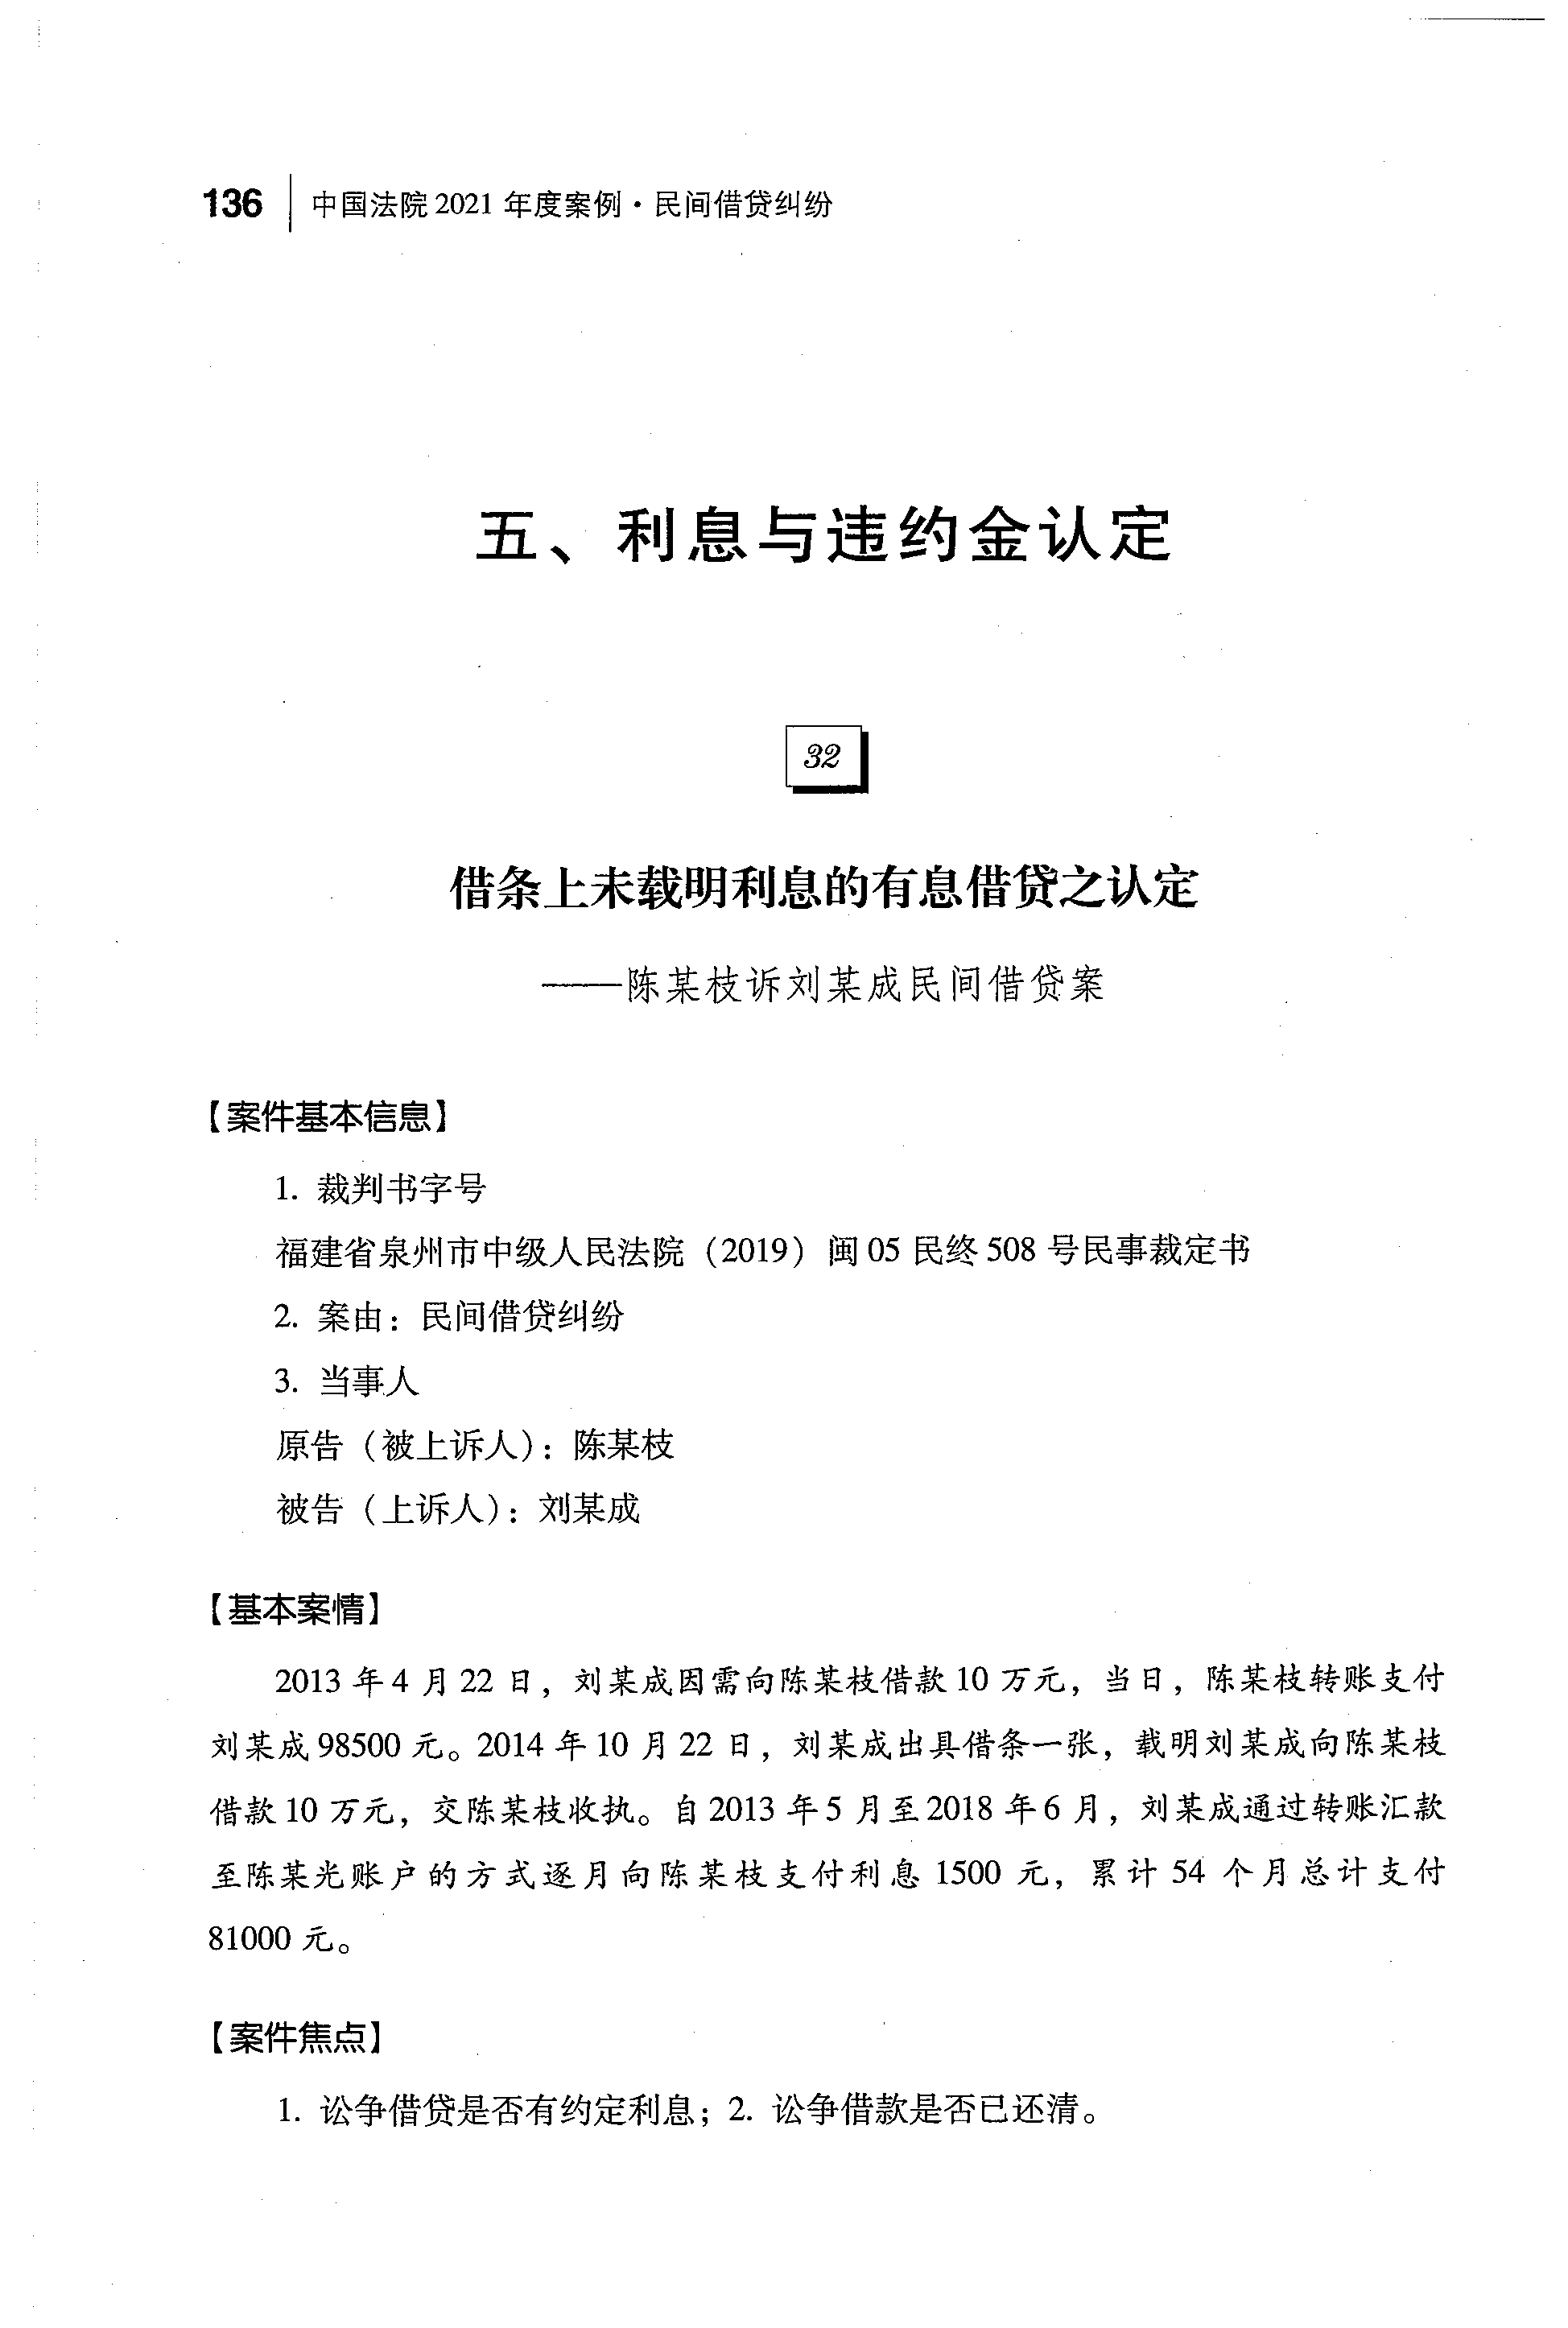 136 中国法院2021年度案例·民间借贷纠纷
五、利息与违约金认定
32
借条上未载明利息的有息借贷之认定
——陈某枝诉刘某成民间借贷案
【案件基本信息】
1. 裁判书字号
福建省泉州市中级人民法院（2019）闽05民终508号民事裁定书
2. 案由：民间借贷纠纷
3. 当事人
原告（被上诉人）：陈某枝
被告（上诉人）：刘某成
【基本案情】
2013年4月22日，刘某成因需向陈某枝借款10万元，当日，陈某枝转账支付
刘某成98500元。2014年10月22日，刘某成出具借条一张，载明刘某成向陈某枝
借款10万元，交陈某枝收执。自2013年5月至2018年6月，刘某成通过转账汇款
至陈某光账户的方式逐月向陈某枝支付利息1500元，累计54个月总计支付
81000元。
【案件焦点】
1. 讼争借贷是否有约定利息；2. 讼争借款是否已还清。